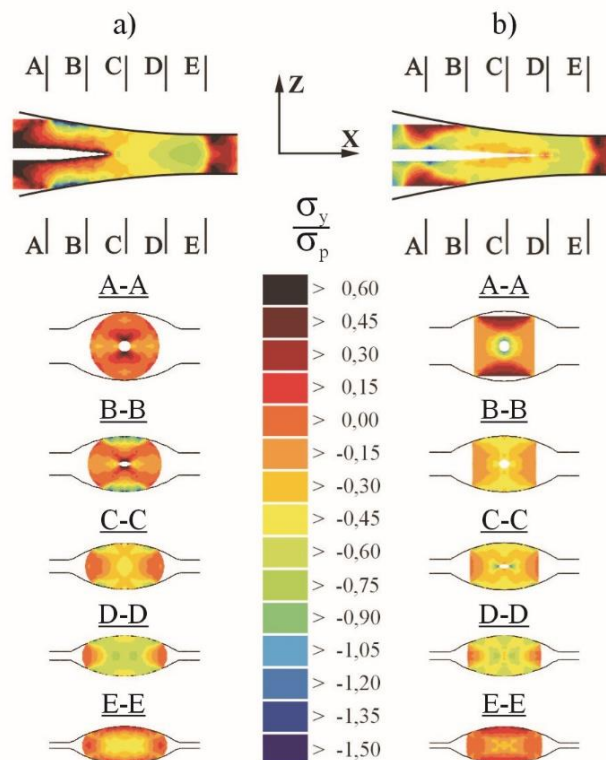 a)
b)
A B C D E
A B C D E
Z
X
A B C D E
A B C D E
σy
σp
A-A
A-A
B-B
B-B
C-C
C-C
D-D
D-D
E-E
E-E
> 0,60
> 0,45
> 0,30
> 0,15
> 0,00
> -0,15
> -0,30
> -0,45
> -0,60
> -0,75
> -0,90
> -1,05
> -1,20
> -1,35
> -1,50